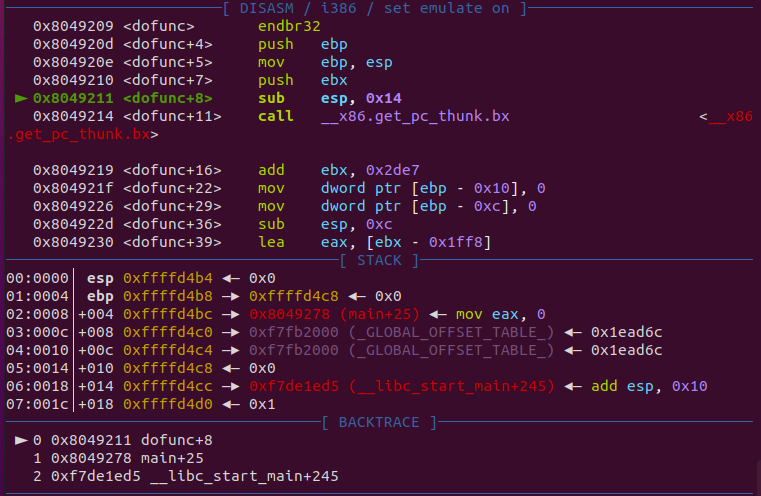 [ DISASM / i386 / set emulate on ]
0x8049209 <dofunc> endbr32
0x804920d <dofunc+4> push ebp
0x804920e <dofunc+5> mov ebp, esp
0x8049210 <dofunc+7> push ebx
► 0x8049211 <dofunc+8> sub esp, 0x14
0x8049214 <dofunc+11> call __x86.get_pc_thunk.bx <__x86
.get_pc_thunk.bx>
0x8049219 <dofunc+16> add ebx, 0x2de7
0x804921f <dofunc+22> mov dword ptr [ebp - 0x10], 0
0x8049226 <dofunc+29> mov dword ptr [ebp - 0xc], 0
0x804922d <dofunc+36> sub esp, 0xc
0x8049230 <dofunc+39> lea eax, [ebx - 0x1ff8]
[ STACK ]
00:0000│ esp 0xffffd4b4 ◄— 0x0
01:0004│ ebp 0xffffd4b8 —► 0xffffd4c8 ◄— 0x0
02:0008│ +004 0xffffd4bc —► 0x8049278 (main+25) ◄— mov eax, 0
03:000c│ +008 0xffffd4c0 —► 0xf7fb2000 (_GLOBAL_OFFSET_TABLE_) ◄— 0x1ead6c
04:0010│ +00c 0xffffd4c4 —► 0xf7fb2000 (_GLOBAL_OFFSET_TABLE_) ◄— 0x1ead6c
05:0014│ +010 0xffffd4c8 ◄— 0x0
06:0018│ +014 0xffffd4cc —► 0xf7de1ed5 (__libc_start_main+245) ◄— add esp, 0x10
07:001c│ +018 0xffffd4d0 ◄— 0x1
[ BACKTRACE ]
► 0 0x8049211 dofunc+8
1 0x8049278 main+25
2 0xf7de1ed5 __libc_start_main+245